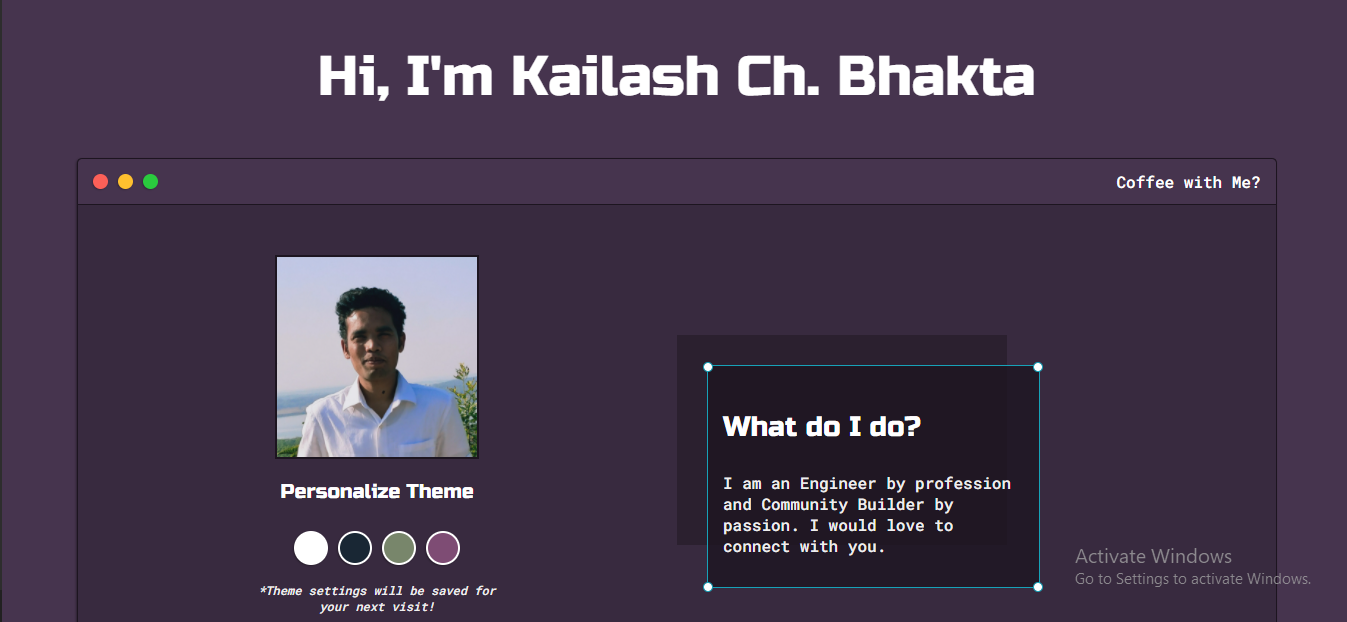 Hi, I'm Kailash Ch. Bhakta
Coffee with Me?
Personalize Theme
*Theme settings will be saved for
your next visit!
What do I do?
I am an Engineer by profession
and Community Builder by
passion. I would love to
connect with you.
Activate Windows
Go to Settings to activate Windows.